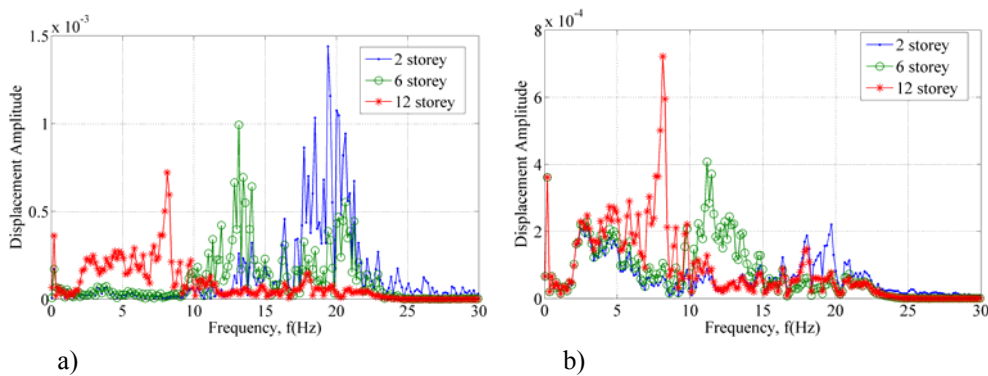 x 10⁻³
1.5
1
0.5
0
Displacement Amplitude
2 storey
6 storey
12 storey
0 5 10 15 20 25 30
Frequency, f(Hz)
a)
x 10⁻⁴
8
6
4
2
0
Displacement Amplitude
2 storey
6 storey
12 storey
0 5 10 15 20 25 30
Frequency, f(Hz)
b)